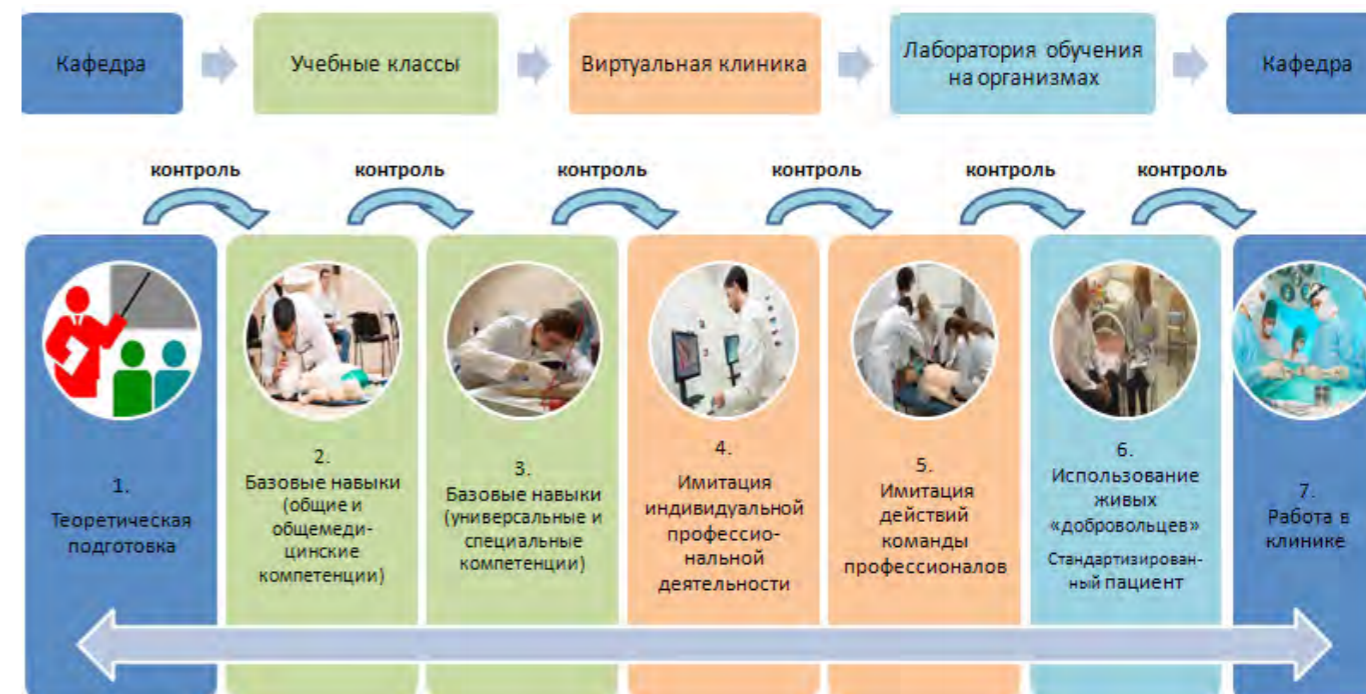 Кафедра
Учебные классы
Виртуальная клиника
Лаборатория обучения
на организмах
Кафедра
контроль
контроль
контроль
контроль
контроль
контроль
1.
Теоретическая
подготовка
2.
Базовые навыки
(общие и
общемеди-
цинские
компетенции)
3.
Базовые навыки
(универсальные и
специальные
компетенции)
4.
Имитация
индивидуальной
профессио-
нальной
деятельности
5.
Имитация
действий
команды
профессионалов
6.
Использование
живых
«добровольцев»
Стандартизирован-
ный пациент
7.
Работа в
клинике